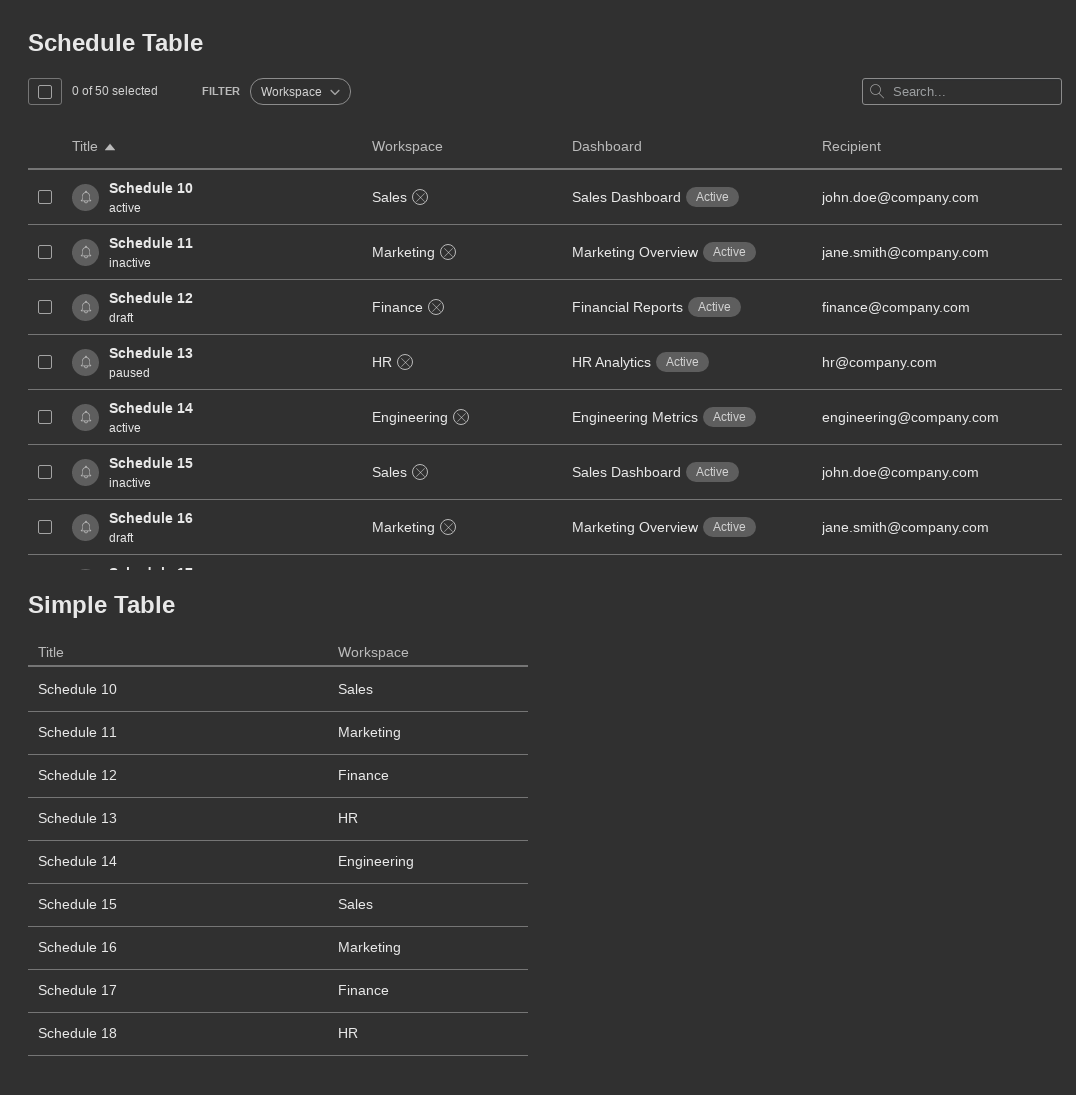 Schedule Table
0 of 50 selected FILTER Workspace Search...
Title Workspace Dashboard Recipient
Schedule 10
active
Sales Sales Dashboard Active john.doe@company.com
Schedule 11
inactive
Marketing Marketing Overview Active jane.smith@company.com
Schedule 12
draft
Finance Financial Reports Active finance@company.com
Schedule 13
paused
HR HR Analytics Active hr@company.com
Schedule 14
active
Engineering Engineering Metrics Active engineering@company.com
Schedule 15
inactive
Sales Sales Dashboard Active john.doe@company.com
Schedule 16
draft
Marketing Marketing Overview Active jane.smith@company.com
Schedule 17
Simple Table
Title Workspace
Schedule 10 Sales
Schedule 11 Marketing
Schedule 12 Finance
Schedule 13 HR
Schedule 14 Engineering
Schedule 15 Sales
Schedule 16 Marketing
Schedule 17 Finance
Schedule 18 HR